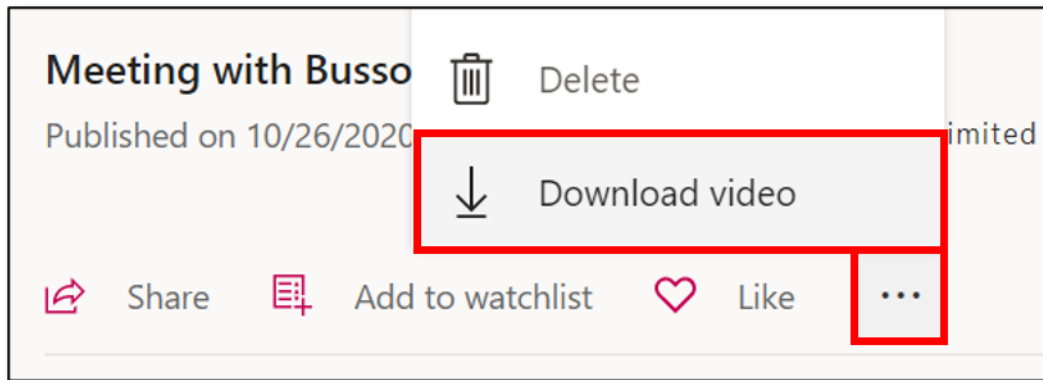 Meeting with Busso
Delete
Published on 10/26/2020
imited
Download video
Share Add to watchlist Like ...